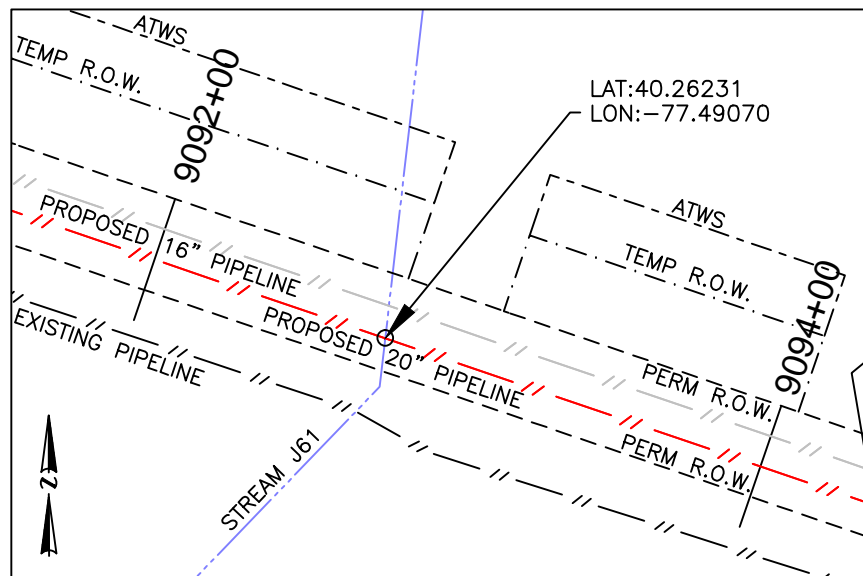 ATWS
TEMP R.O.W.
9092+00
LAT:40.26231
LON:-77.49070
ATWS
TEMP R.O.W.
9094+00
PROPOSED 16" PIPELINE
PROPOSED 20" PIPELINE
EXISTING PIPELINE
PERM R.O.W.
PERM R.O.W.
STREAM J61
N